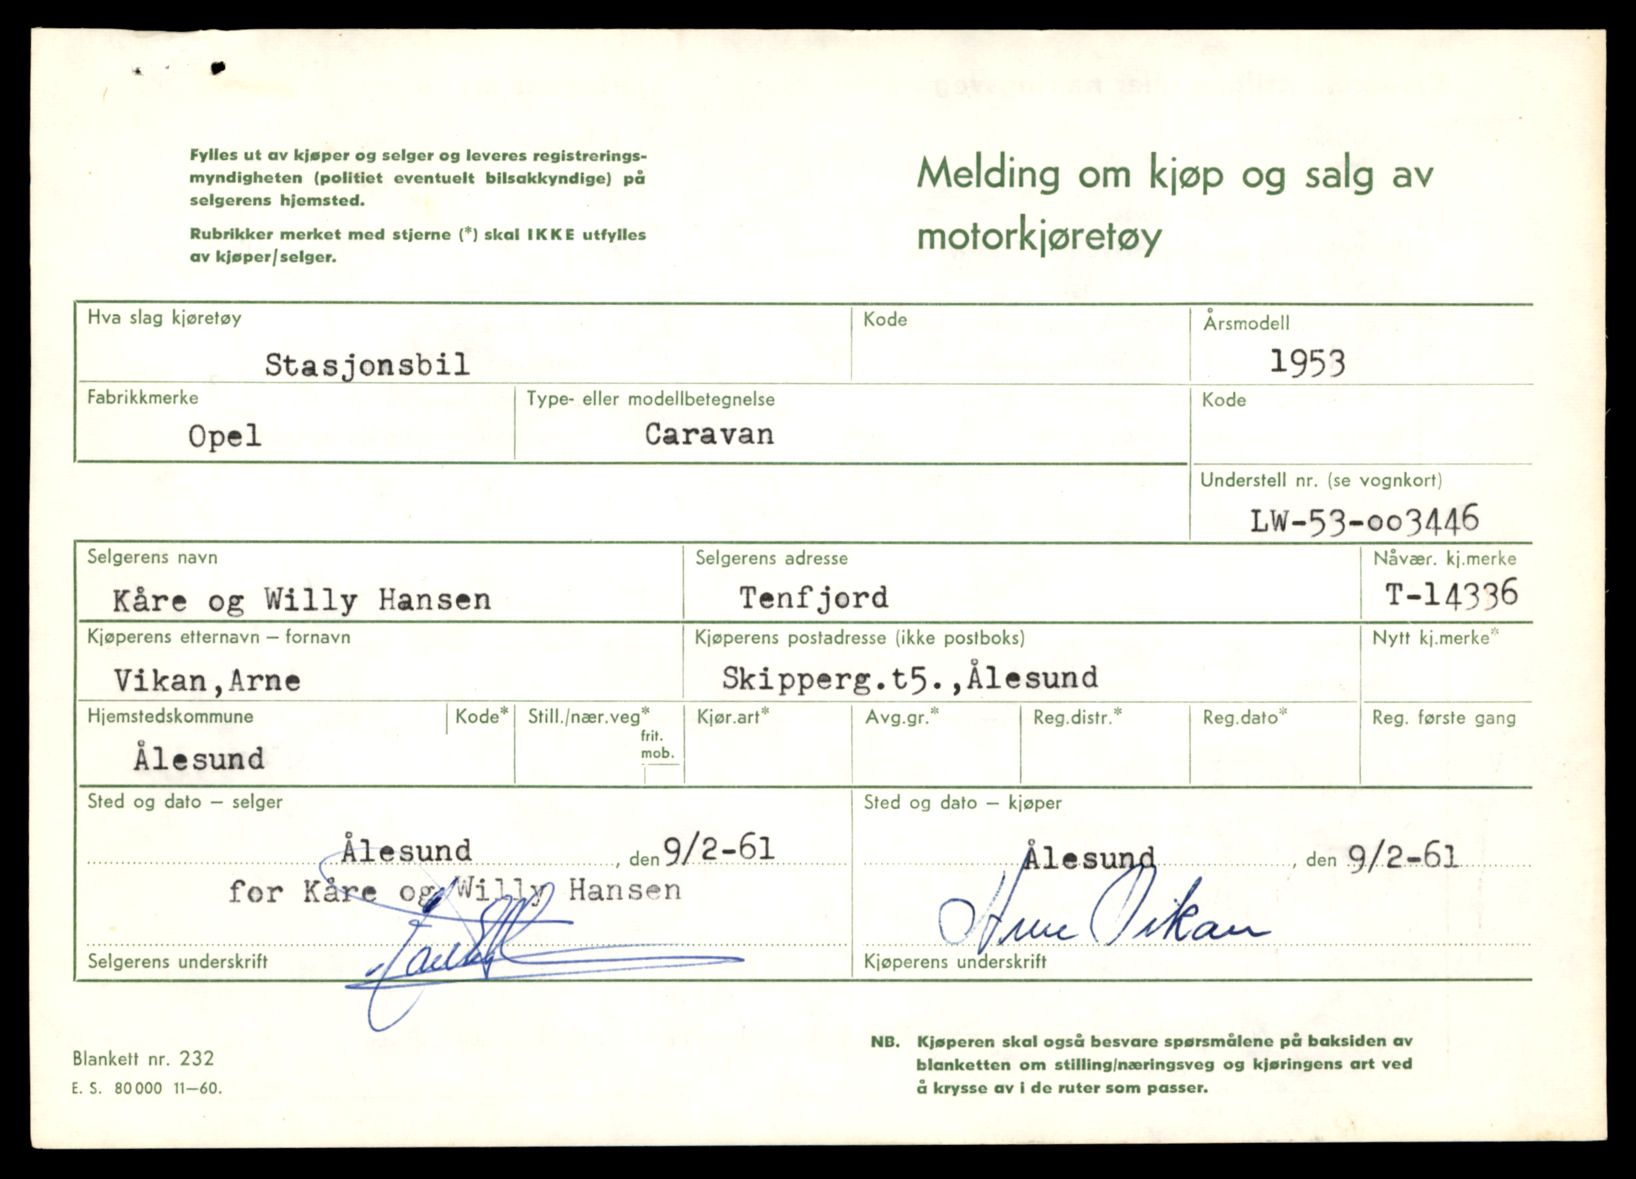 Fylles ut av kjøper og selger og leveres registrerings-
myndigheten (politiet eventuelt bilsakkyndige) på
selgerens hjemsted.
Rubrikker merket med stjerne (*) skal IKKE utfylles
av kjøper/selger.
Melding om kjøp og salg av
motorkjøretøy
Hva slag kjøretøy
Kode
Årsmodell
Stasjonsbil
1953
Fabrikkmerke
Type- eller modellbetegnelse
Kode
Opel
Caravan
Understell nr. (se vognkort)
LW-53-003446
Selgerens navn
Selgerens adresse
Nåvær. kj.merke
Kåre og Willy Hansen
Tenfjord
T-14336
Kjøperens etternavn – fornavn
Kjøperens postadresse (ikke postboks)
Nytt kj.merke*
Vikan,Arne
Skipperg.t5.,Ålesund
Hjemstedskommune
Kode*
Still./nær.veg*
frit.
mob.
Kjør.art*
Avg.gr.*
Reg.distr.*
Reg.dato*
Reg. første gang
Ålesund
Sted og dato – selger
Sted og dato – kjøper
Ålesund, den 9/2-61
Ålesund, den 9/2-61
for Kåre og Willy Hansen
Arne Vikan
Selgerens underskrift
Kjøperens underskrift
Blankett nr. 232
E. S. 80000 11–60.
NB. Kjøperen skal også besvare spørsmålene på baksiden av
blanketten om stilling/næringsveg og kjøringens art ved
å krysse av i de ruter som passer.